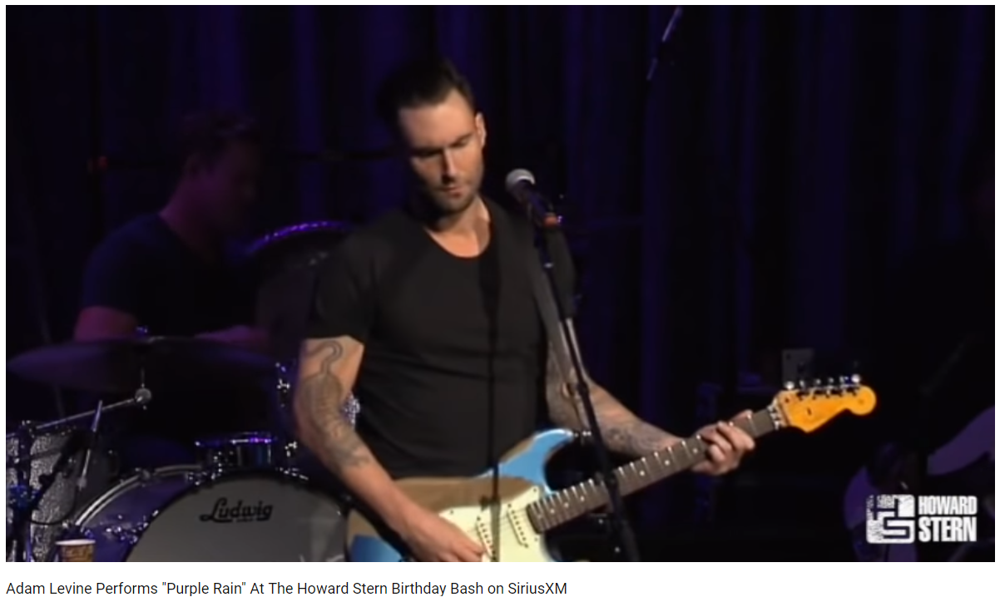 Ludwig
HOWARD
STERN
Adam Levine Performs "Purple Rain" At The Howard Stern Birthday Bash on SiriusXM